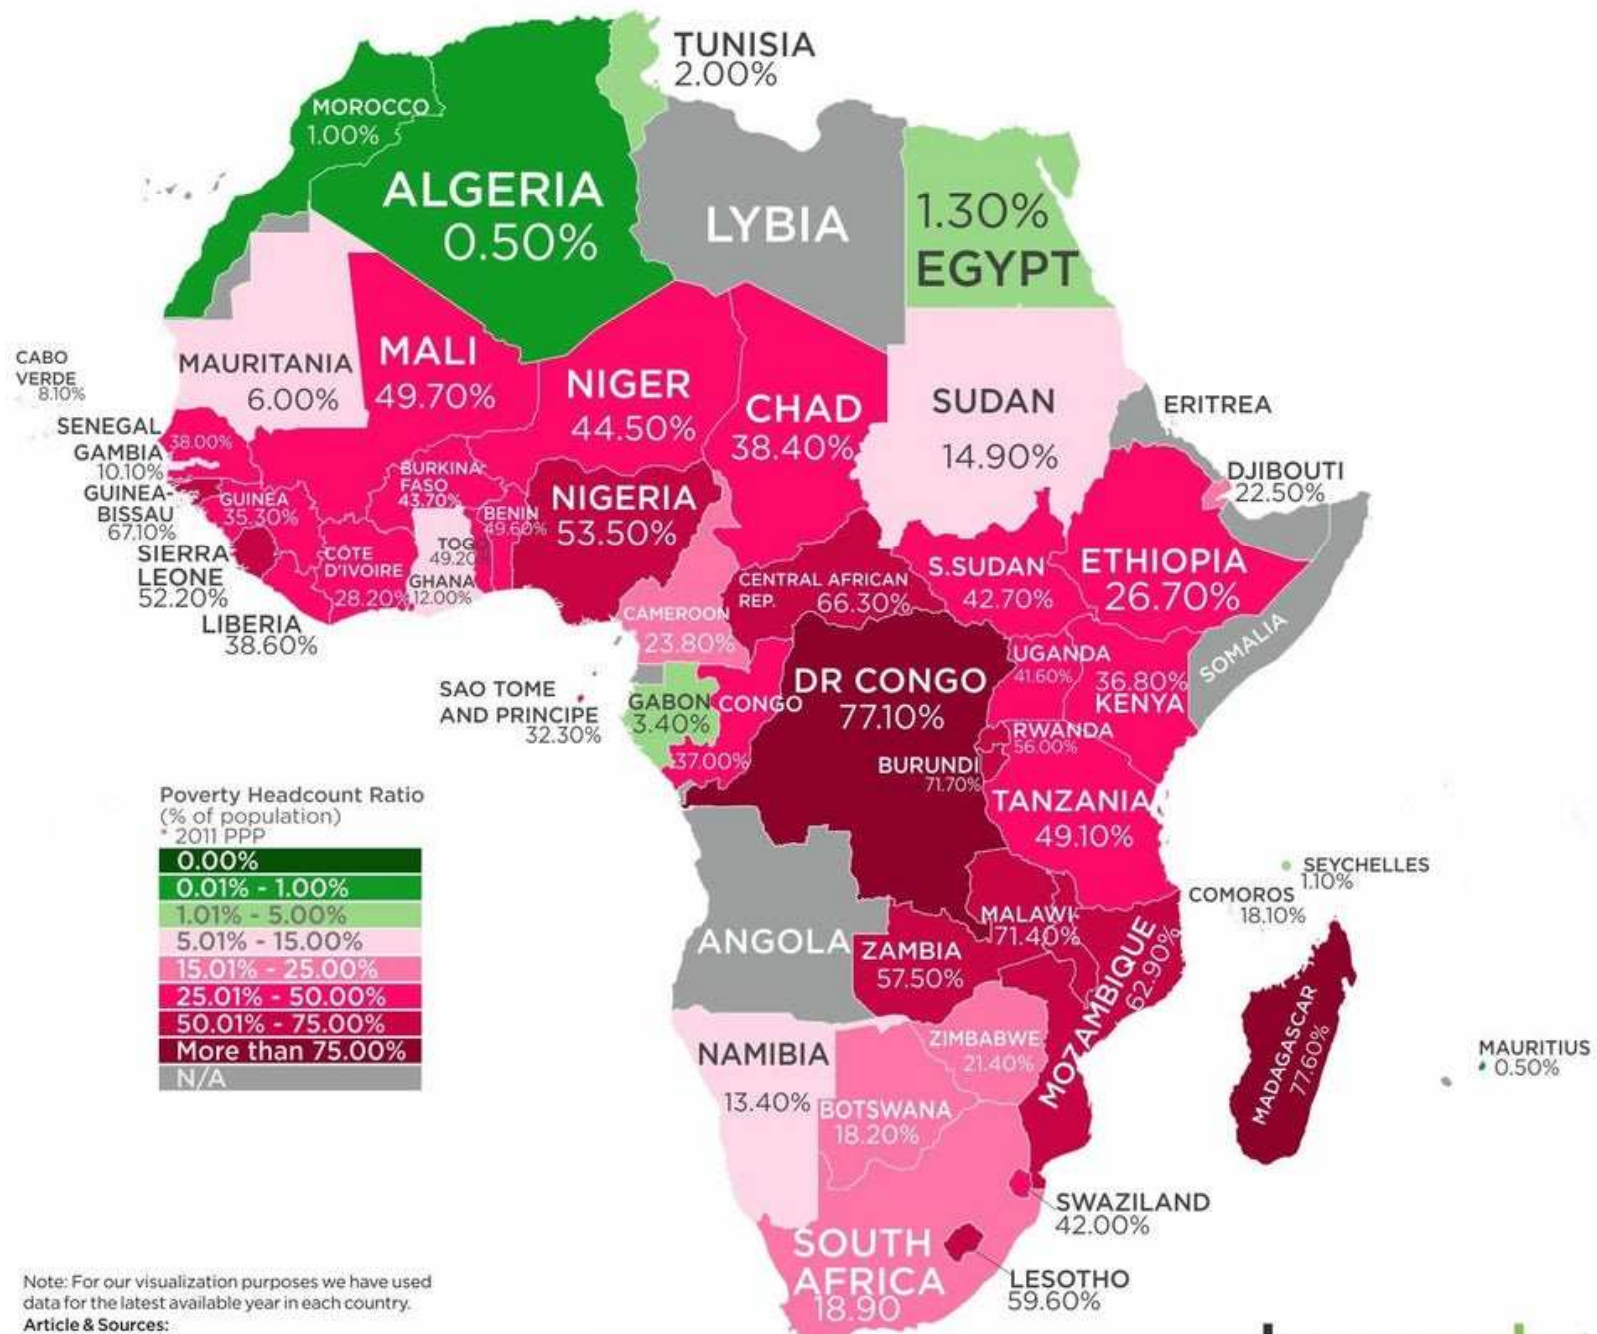 TUNISIA
2.00%
MOROCCO
1.00%
ALGERIA
0.50%
LYBIA
1.30%
EGYPT
CABO
VERDE
8.10%
MAURITANIA
6.00%
MALI
49.70%
NIGER
44.50%
CHAD
38.40%
SUDAN
14.90%
ERITREA
SENEGAL
38.00%
GAMBIA
10.10%
GUINEA-
BISSAU
67.10%
GUINEA
35.30%
BURKINA
FASO
43.70%
BENIN
49.60%
NIGERIA
53.50%
DJIBOUTI
22.50%
SIERRA
LEONE
52.20%
CÔTE
D'IVOIRE
28.20%
TOG
49.20
GHANA
12.00%
LIBERIA
38.60%
CENTRAL AFRICAN
REP. 66.30%
S.SUDAN
42.70%
ETHIOPIA
26.70%
CAMEROON
23.80%
SOMALIA
UGANDA
41.60%
36.80%
KENYA
SAO TOME
AND PRINCIPE
32.30%
GABON
3.40%
CONGO
37.00%
DR CONGO
77.10%
RWANDA
56.00%
BURUNDI
71.70%
TANZANIA
49.10%
Poverty Headcount Ratio
(% of population)
* 2011 PPP
0.00%
0.01% - 1.00%
1.01% - 5.00%
5.01% - 15.00%
15.01% - 25.00%
25.01% - 50.00%
50.01% - 75.00%
More than 75.00%
N/A
SEYCHELLES
1.10%
COMOROS
18.10%
ANGOLA
ZAMBIA
57.50%
MALAWI
71.40%
MOZAMBIQUE
62.90%
MADAGASCAR
77.60%
MAURITIUS
0.50%
NAMIBIA
13.40%
ZIMBABWE
21.40%
BOTSWANA
18.20%
SWAZILAND
42.00%
SOUTH
AFRICA
18.90
LESOTHO
59.60%
Note: For our visualization purposes we have used
data for the latest available year in each country.
Article & Sources: